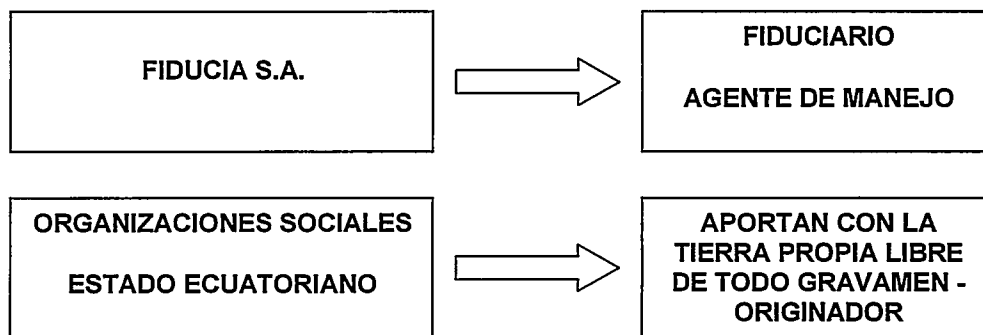 FIDUCIA S.A.
FIDUCIARIO
AGENTE DE MANEJO
ORGANIZACIONES SOCIALES
ESTADO ECUATORIANO
APORTAN CON LA
TIERRA PROPIA LIBRE
DE TODO GRAVAMEN -
ORIGINADOR